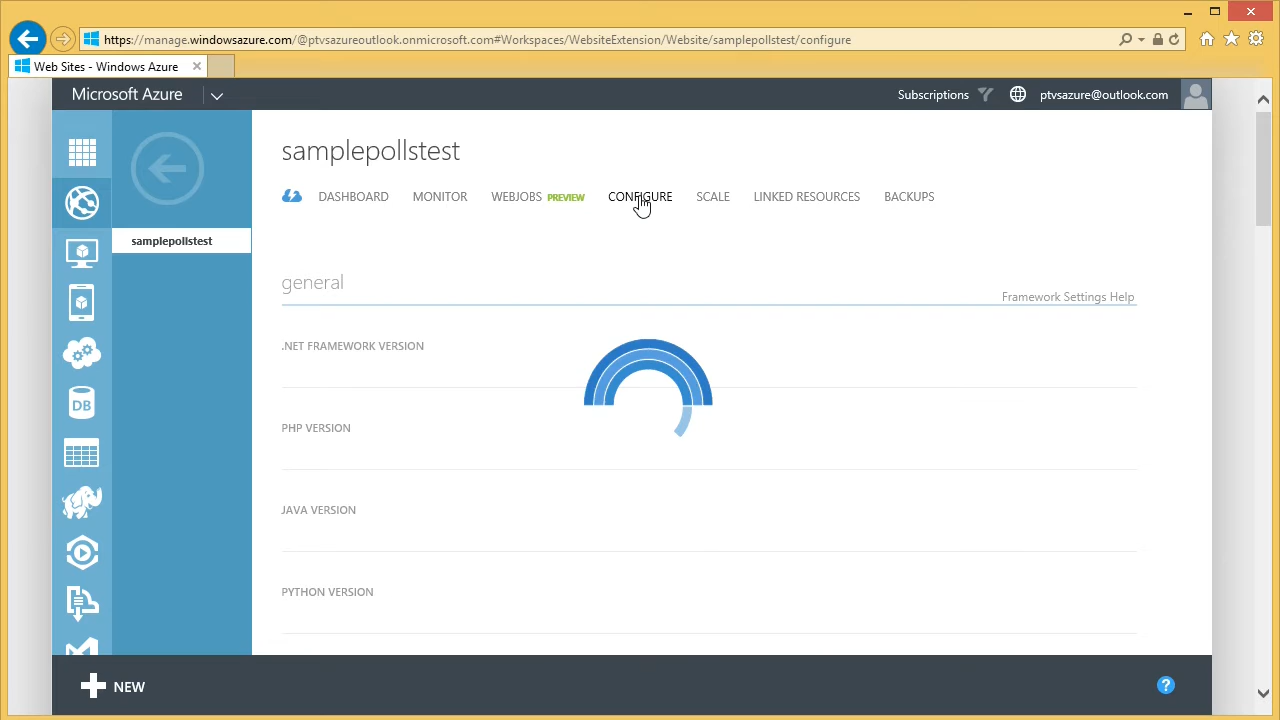 https://manage.windowsazure.com/@ptvsazureoutlook.onmicrosoft.com#Workspaces/WebsiteExtension/Website/samplepollstest/configure
Web Sites - Windows Azure
Microsoft Azure
Subscriptions
ptvsazure@outlook.com
samplepollstest
DASHBOARD MONITOR WEBJOBS PREVIEW CONFIGURE SCALE LINKED RESOURCES BACKUPS
samplepollstest
general
Framework Settings Help
.NET FRAMEWORK VERSION
PHP VERSION
DB
JAVA VERSION
PYTHON VERSION
NEW
?